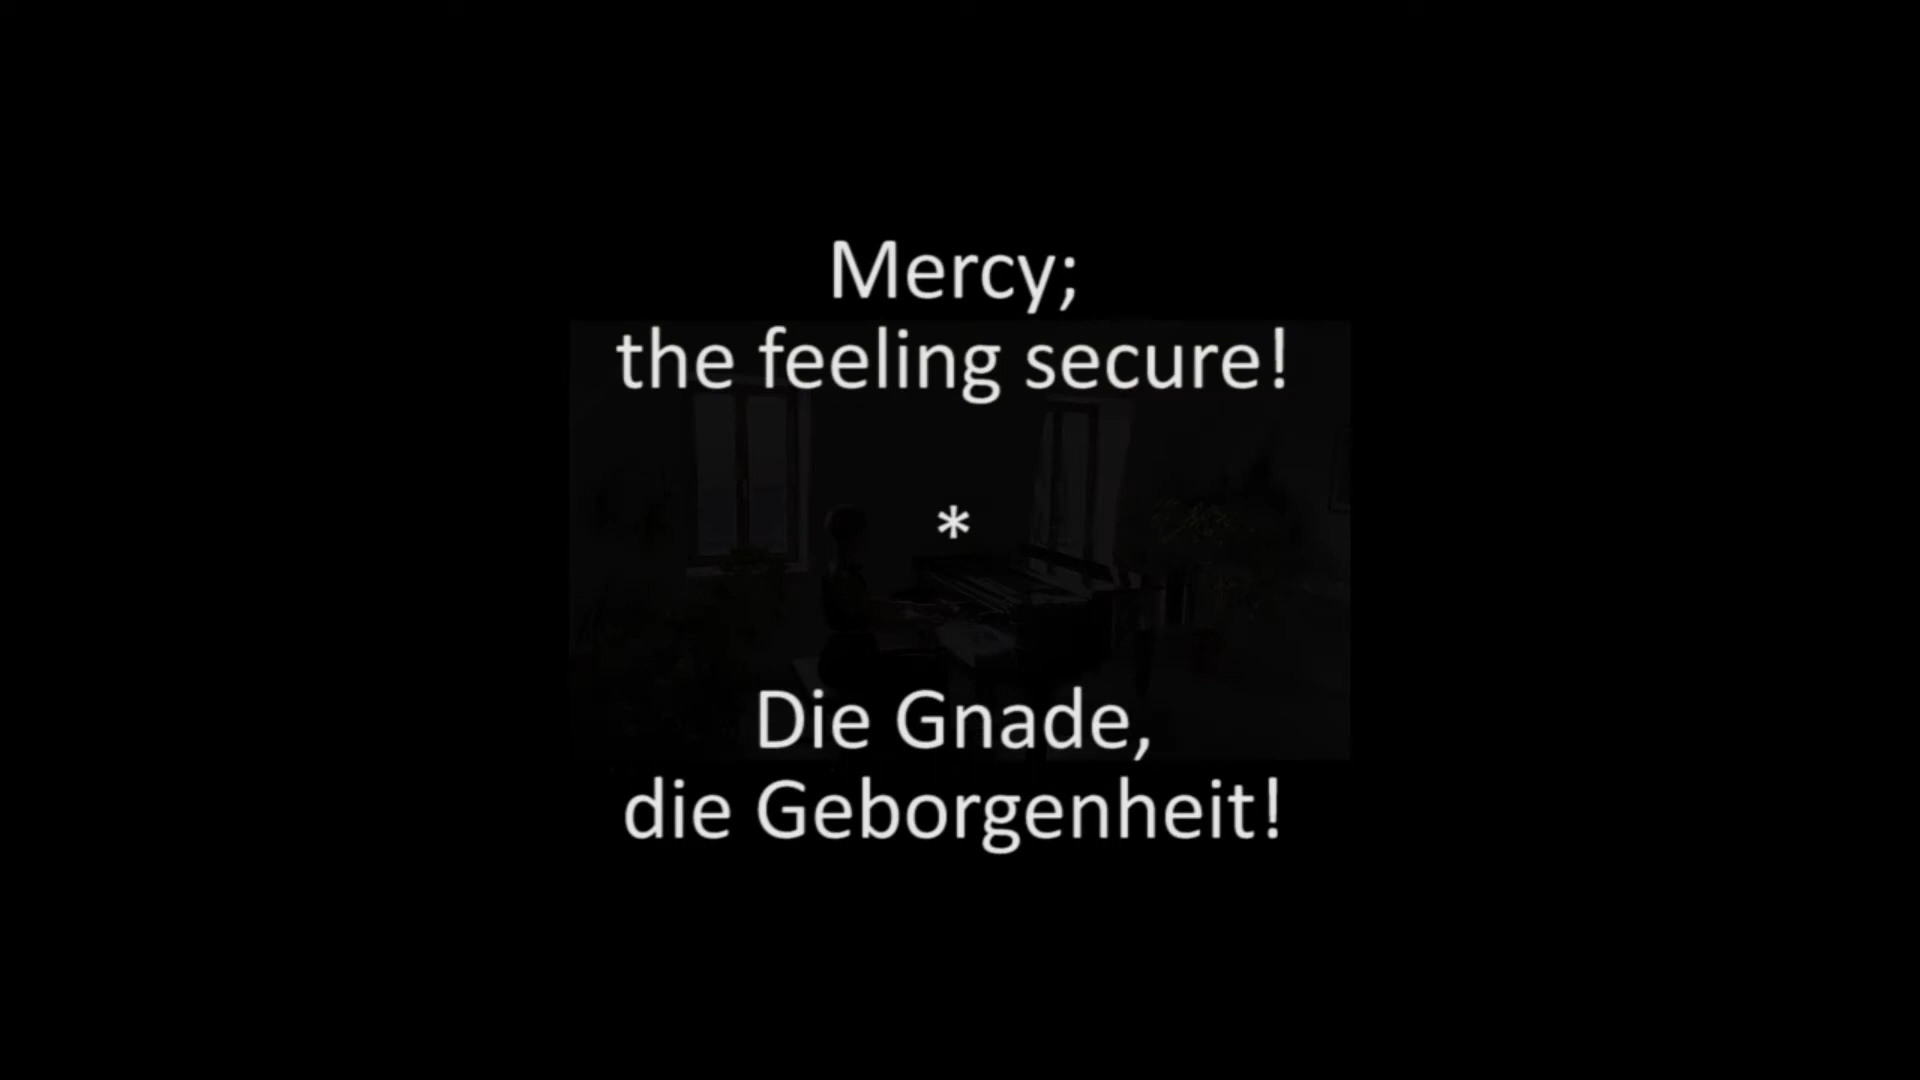 Mercy;
the feeling secure!
*
Die Gnade,
die Geborgenheit!